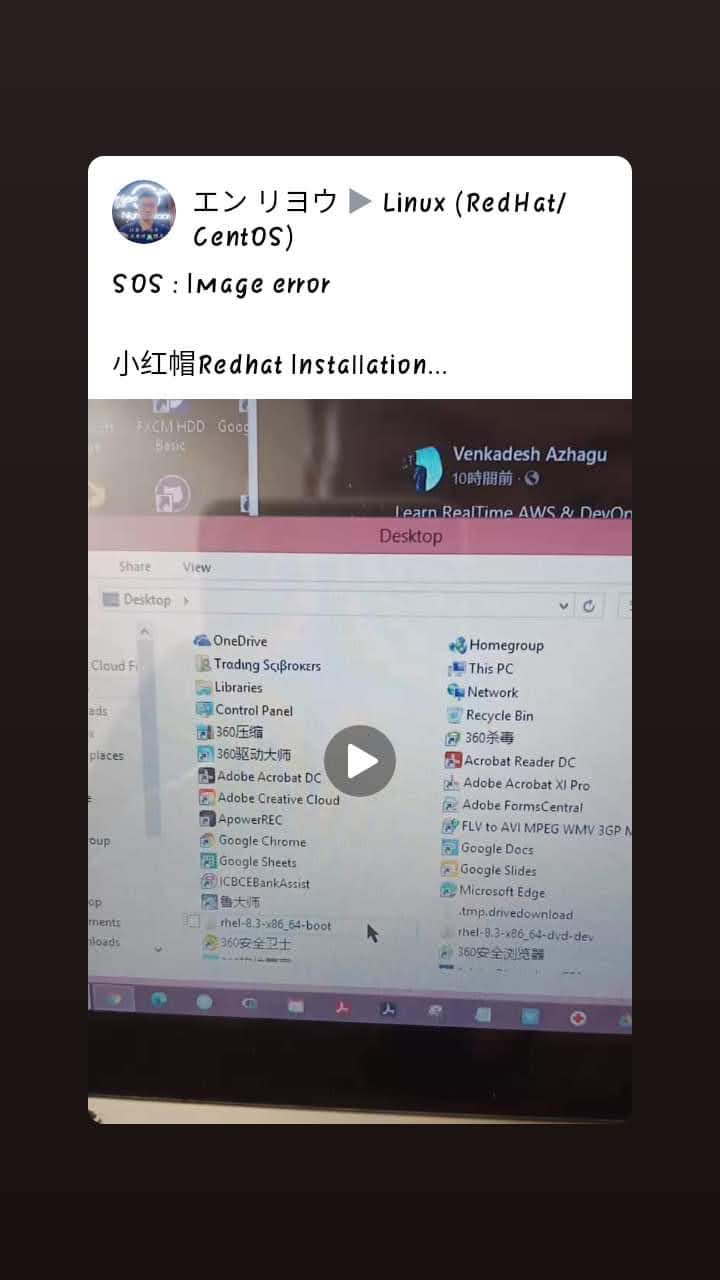 エン リヨウ ▶ Linux (RedHat/
CentOS)
SOS : Image error
小红帽Redhat Installation...
FXCM HDD
Basic
Goog
Venkadesh Azhagu
10時間前
Learn RealTime AWS & DevOn
Desktop
Share
View
Desktop
Cloud Fi
ads
places
oup
op
ments
nloads
OneDrive
Trading Sciβrokers
Libraries
Control Panel
360压缩
360驱动大师
Adobe Acrobat DC
Adobe Creative Cloud
ApowerREC
Google Chrome
Google Sheets
ICBCEBankAssist
鲁大师
rhel-8.3-x86_64-boot
360安全卫士
Homegroup
This PC
Network
Recycle Bin
360杀毒
Acrobat Reader DC
Adobe Acrobat XI Pro
Adobe FormsCentral
FLV to AVI MPEG WMV 3GP M
Google Docs
Google Slides
Microsoft Edge
.tmp.drivedownload
rhel-8.3-x86_64-dvd-dev
360安全浏览器